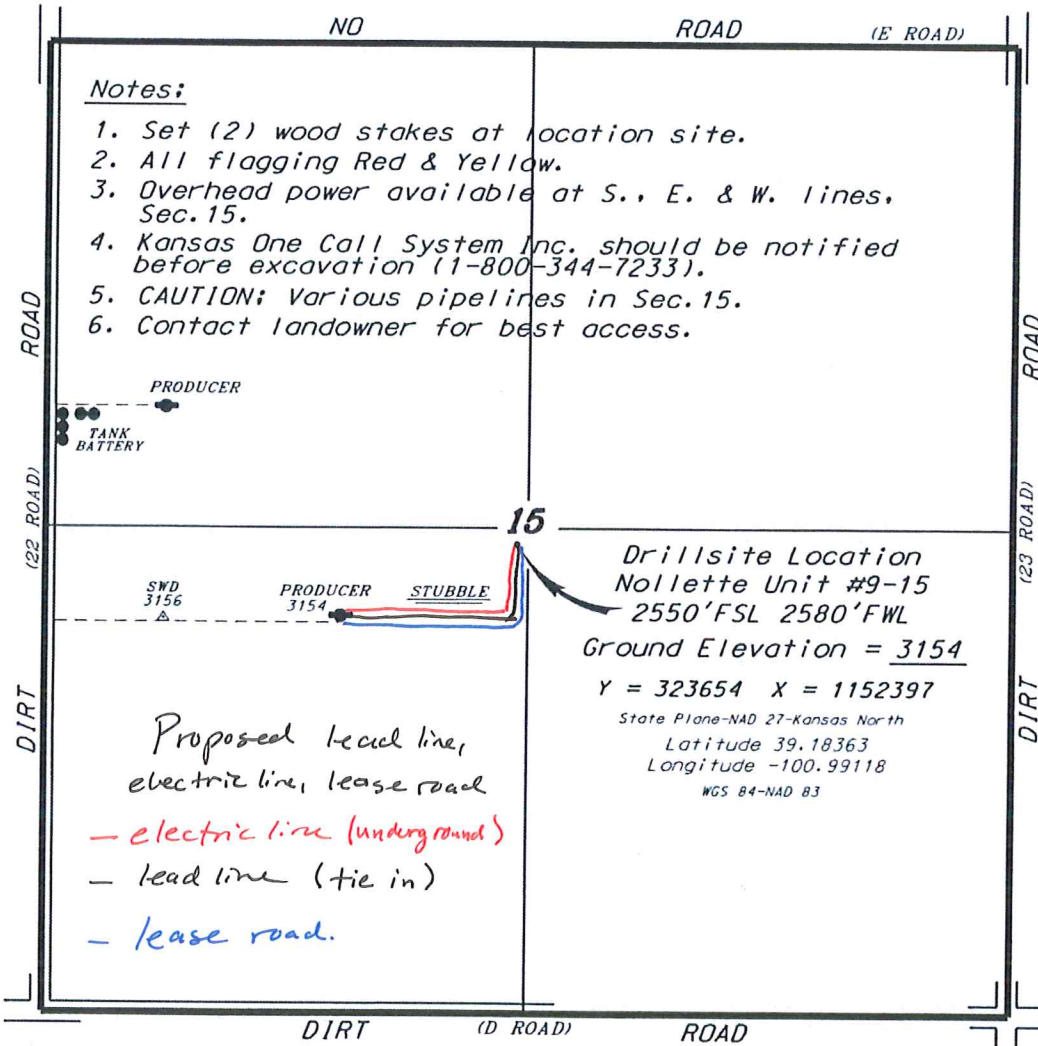 NO ROAD (E ROAD)
Notes:
1. Set (2) wood stakes at location site.
2. All flagging Red & Yellow.
3. Overhead power available at S., E. & W. lines,
Sec. 15.
4. Kansas One Call System Inc. should be notified
before excavation (1-800-344-7233).
5. CAUTION: Various pipelines in Sec. 15.
6. Contact landowner for best access.
ROAD
ROAD
PRODUCER
TANK
BATTERY
(22 ROAD)
(23 ROAD)
15
SWD
3156
PRODUCER
3154
STUBBLE
Drillsite Location
Nollette Unit #9-15
2550'FSL 2580'FWL
Ground Elevation = 3154
Y = 323654 X = 1152397
State Plane-NAD 27-Kansas North
Latitude 39.18363
Longitude -100.99118
WGS 84-NAD 83
DIRT
DIRT
Proposed lead line,
electric line, lease road
- electric line (underground)
- lead line (tie in)
- lease road.
DIRT (D ROAD) ROAD